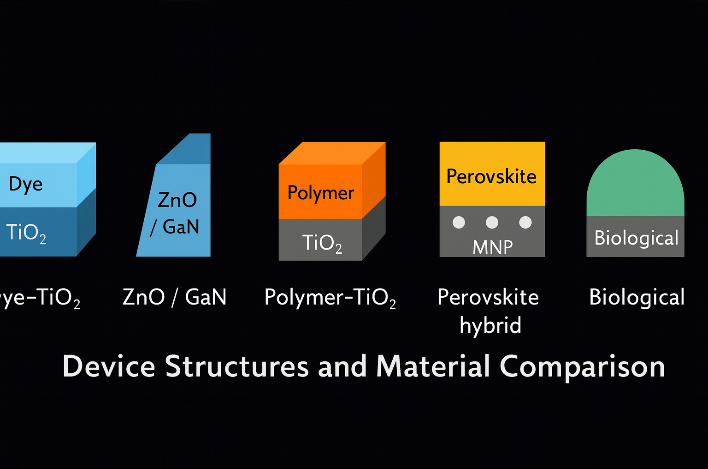 Dye
TiO₂
ZnO
/ GaN
Polymer
TiO₂
Perovskite
MNP
Biological
ye–TiO₂
ZnO / GaN
Polymer–TiO₂
Perovskite
hybrid
Biological
Device Structures and Material Comparison